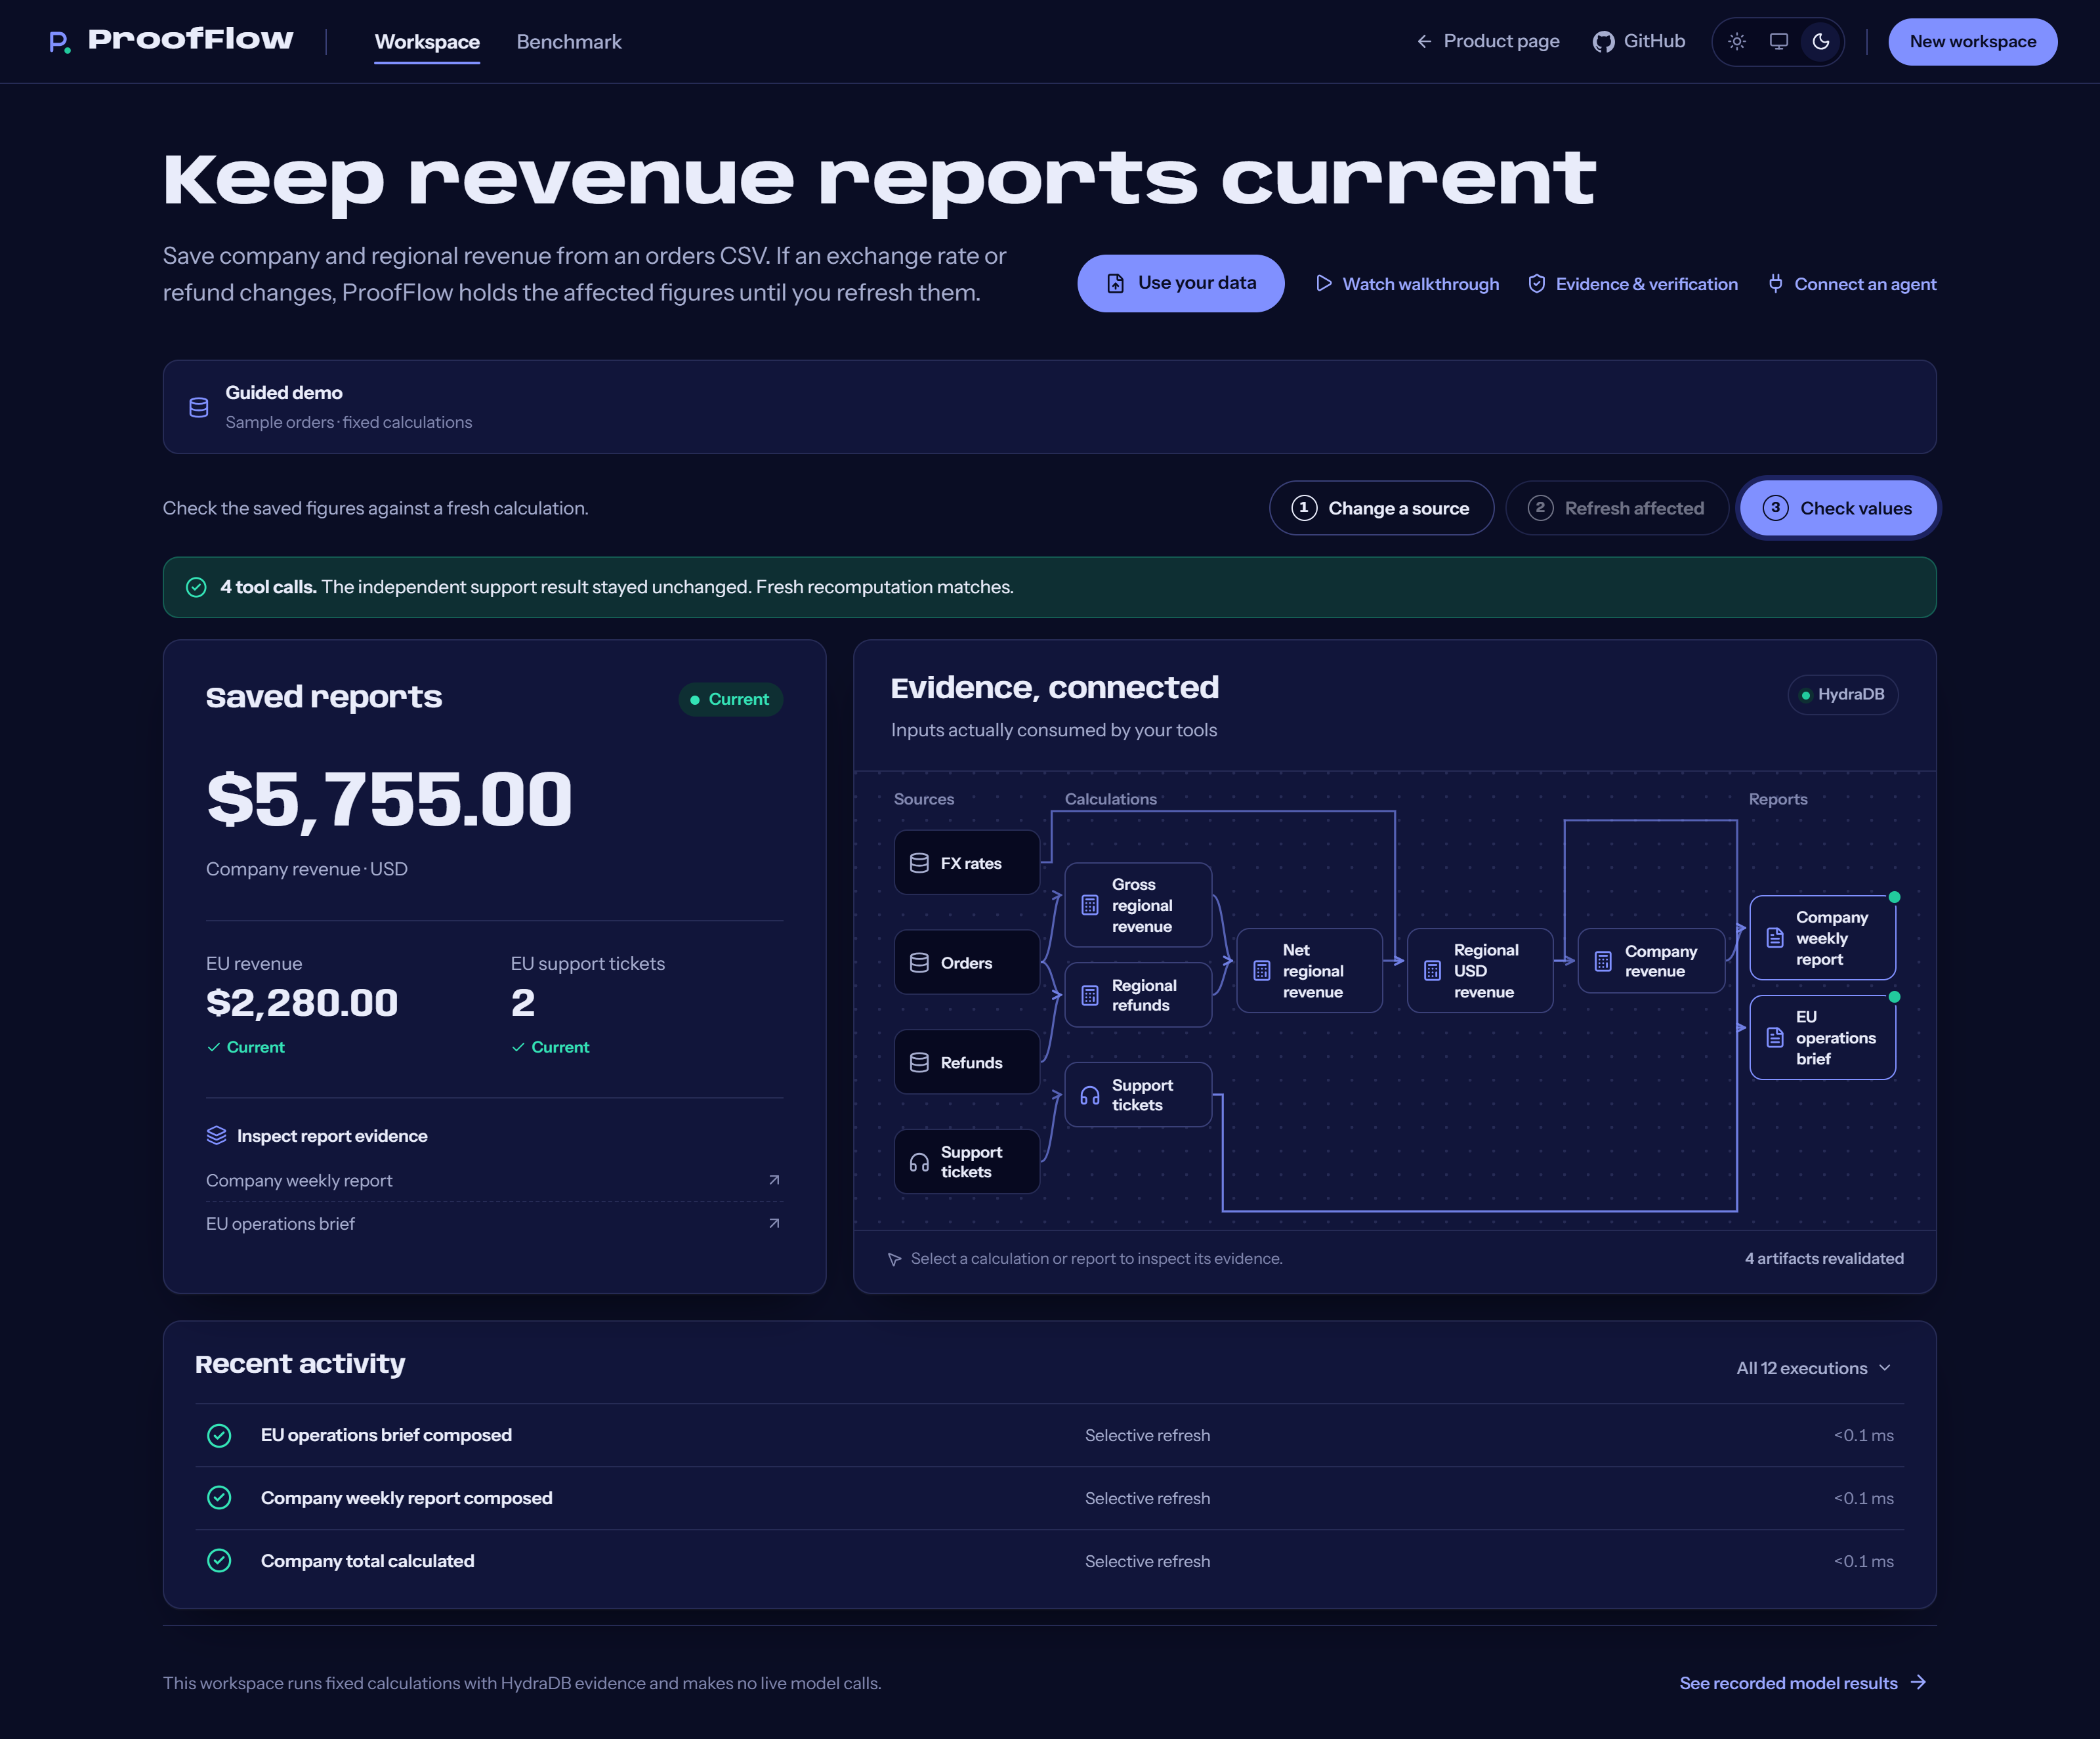 ProofFlow
Workspace
Benchmark
Product page
GitHub
New workspace
Keep revenue reports current
Save company and regional revenue from an orders CSV. If an exchange rate or
refund changes, ProofFlow holds the affected figures until you refresh them.
Use your data
Watch walkthrough
Evidence & verification
Connect an agent
Guided demo
Sample orders · fixed calculations
Check the saved figures against a fresh calculation.
1 Change a source
2 Refresh affected
3 Check values
4 tool calls. The independent support result stayed unchanged. Fresh recomputation matches.
Saved reports
Current
$5,755.00
Company revenue · USD
EU revenue
$2,280.00
Current
EU support tickets
2
Current
Inspect report evidence
Company weekly report
EU operations brief
Evidence, connected
HydraDB
Inputs actually consumed by your tools
Sources
Calculations
Reports
FX rates
Orders
Refunds
Support
tickets
Gross
regional
revenue
Regional
refunds
Support
tickets
Net
regional
revenue
Regional
USD
revenue
Company
revenue
Company
weekly
report
EU
operations
brief
Select a calculation or report to inspect its evidence.
4 artifacts revalidated
Recent activity
All 12 executions
EU operations brief composed
Selective refresh
<0.1 ms
Company weekly report composed
Selective refresh
<0.1 ms
Company total calculated
Selective refresh
<0.1 ms
This workspace runs fixed calculations with HydraDB evidence and makes no live model calls.
See recorded model results